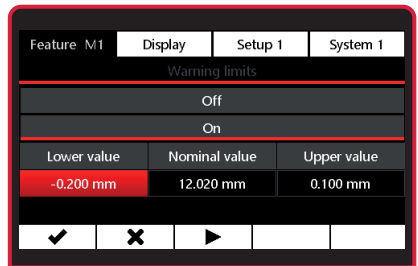 Feature M1 Display Setup 1 System 1
Warning limits
Off
On
Lower value Nominal value Upper value
-0.200 mm 12.020 mm 0.100 mm